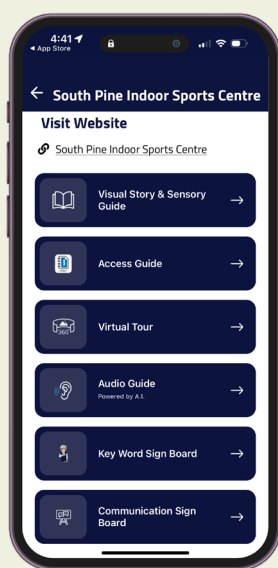 4:41
◀ App Store
← South Pine Indoor Sports Centre
Visit Website
South Pine Indoor Sports Centre
Visual Story & Sensory
Guide
Access Guide
360°
Virtual Tour
Audio Guide
Powered by A.I.
Key Word Sign Board
Communication Sign
Board